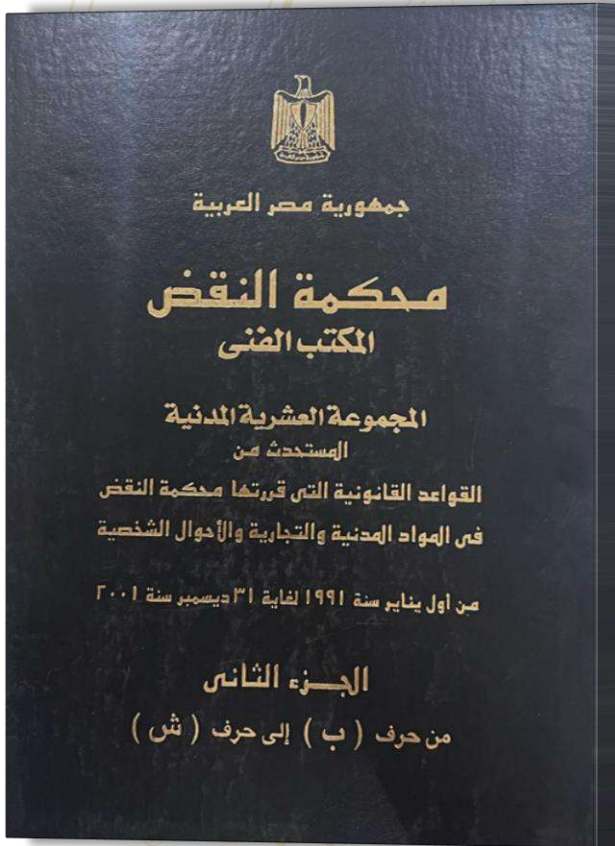 جمهورية مصر العربية
محكمة النقض
المكتب الفنى
المجموعة العشرية المدنية
المستحدث من
القواعد القانونية التى قررتها محكمة النقض
فى المواد المدنية والتجارية والأحوال الشخصية
من أول يناير سنة ١٩٩١ لغاية ٣١ ديسمبر سنة ٢٠٠١
الجزء الثانى
من حرف ( ب ) إلى حرف ( ش )